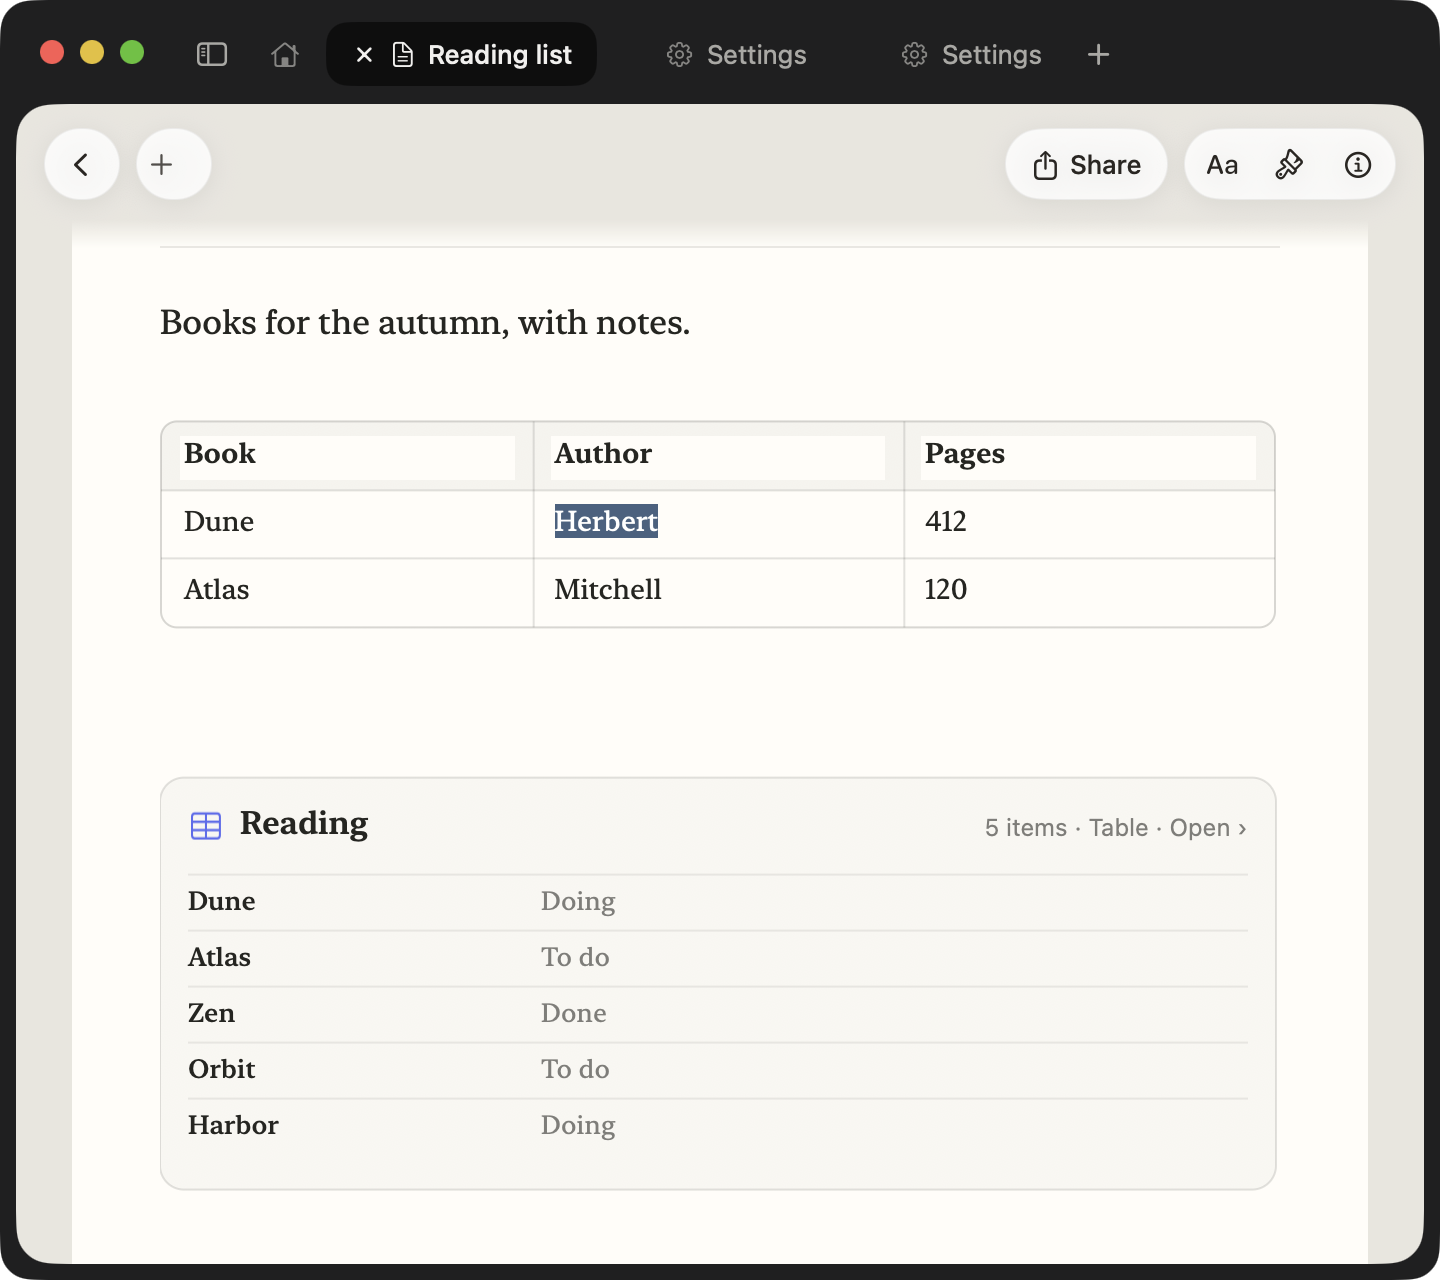 Reading list Settings Settings
Share Aa
Books for the autumn, with notes.
Book Author Pages
Dune Herbert 412
Atlas Mitchell 120
Reading 5 items · Table · Open ›
Dune Doing
Atlas To do
Zen Done
Orbit To do
Harbor Doing